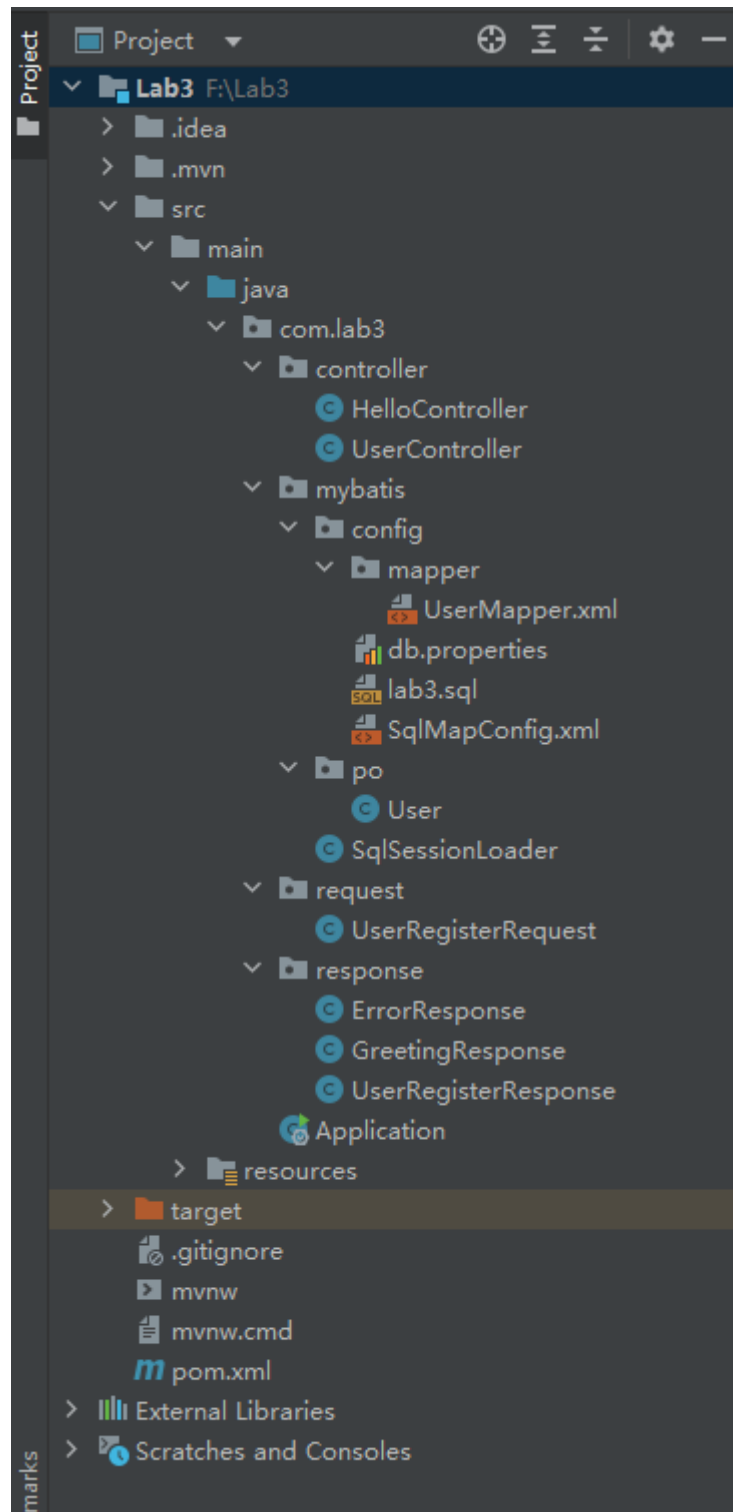 Project
Project
Lab3 F:\Lab3
.idea
.mvn
src
main
java
com.lab3
controller
HelloController
UserController
mybatis
config
mapper
UserMapper.xml
db.properties
SQL lab3.sql
SqlMapConfig.xml
po
User
SqlSessionLoader
request
UserRegisterRequest
response
ErrorResponse
GreetingResponse
UserRegisterResponse
Application
resources
target
.gitignore
mvnw
mvnw.cmd
m pom.xml
External Libraries
Scratches and Consoles
marks